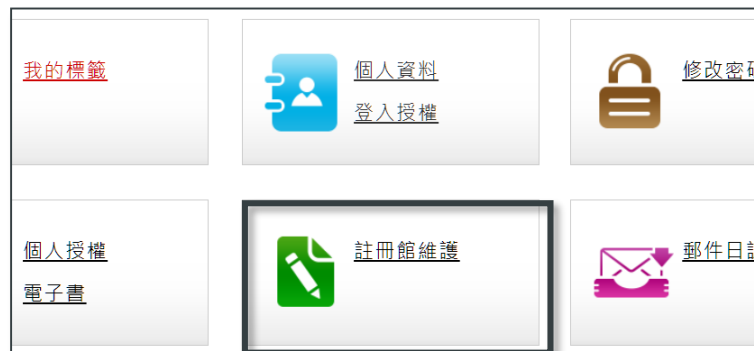 我的標籤
個人資料
登入授權
修改密
個人授權
電子書
註冊館維護
郵件日